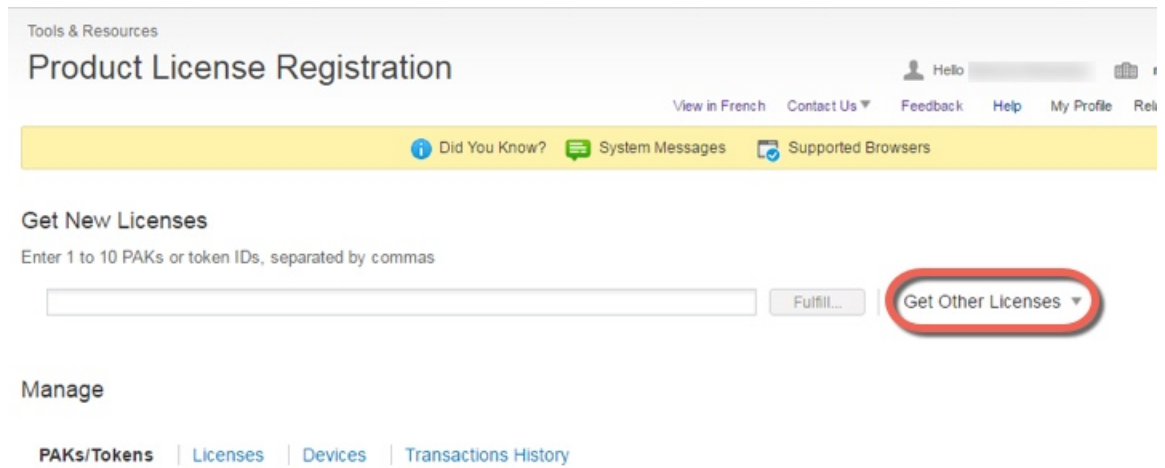 Tools & Resources
Product License Registration
Hello
View in French Contact Us Feedback Help My Profile
Did You Know? System Messages Supported Browsers
Get New Licenses
Enter 1 to 10 PAKs or token IDs, separated by commas
Fulfill... Get Other Licenses
Manage
PAKs/Tokens Licenses Devices Transactions History